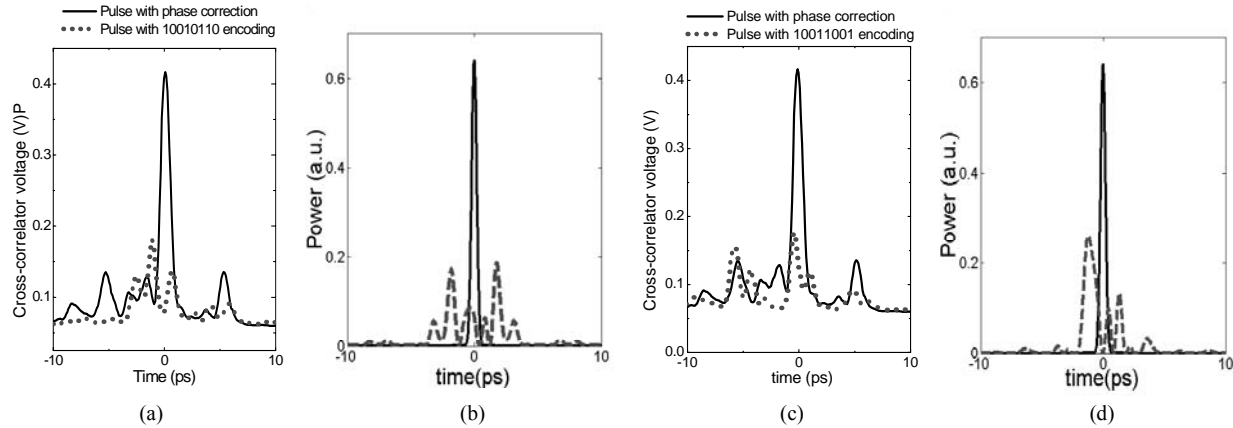 Pulse with phase correction
Pulse with 10010110 encoding
Cross-correlator voltage (V)P
0.4
0.3
0.2
0.1
-10
0
10
Time (ps)
(a)
Power (a.u.)
0.6
0.4
0.2
0
-10
0
10
time(ps)
(b)
Pulse with phase correction
Pulse with 10011001 encoding
Cross-correlator voltage (V)
0.4
0.3
0.2
0.1
0.0
-10
0
10
time (ps)
(c)
Power (a.u.)
0.6
0.4
0.2
0
-10
0
10
time(ps)
(d)